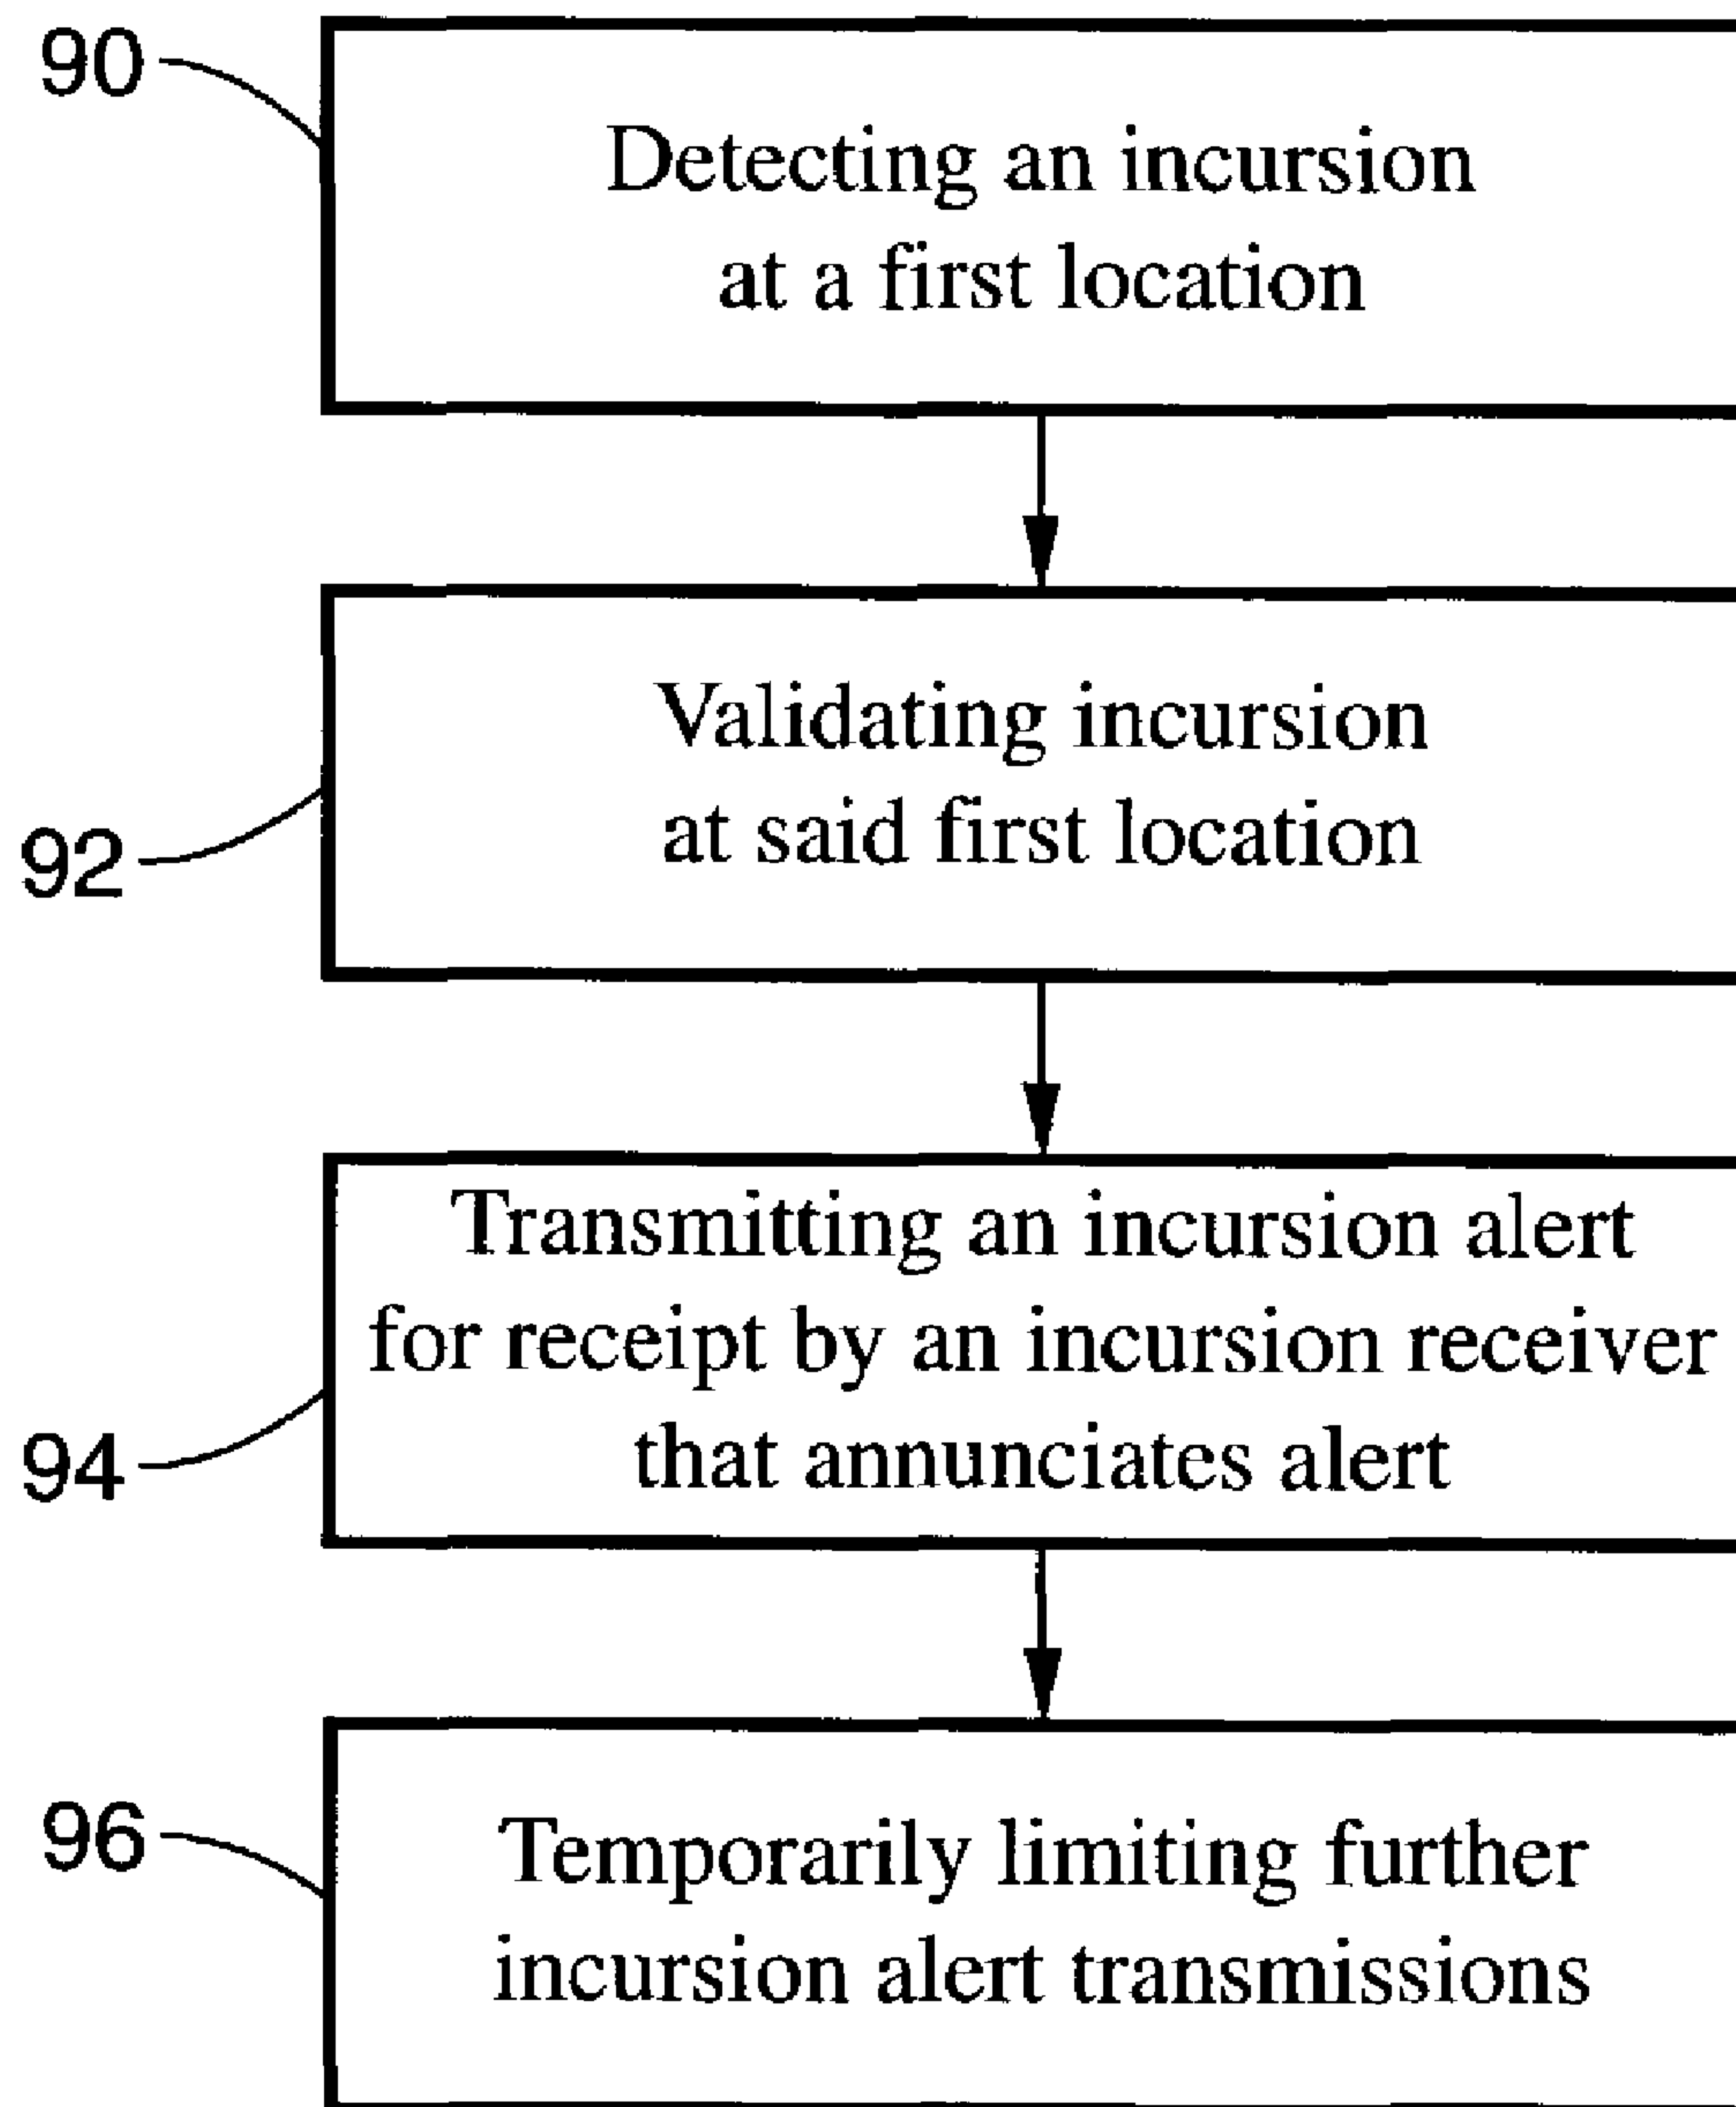 90
Detecting an incursion
at a first location
Validating incursion
at said first location
92
Transmitting an incursion alert
for receipt by an incursion receiver
that annunciates alert
94
96
Temporarily limiting further
incursion alert transmissions